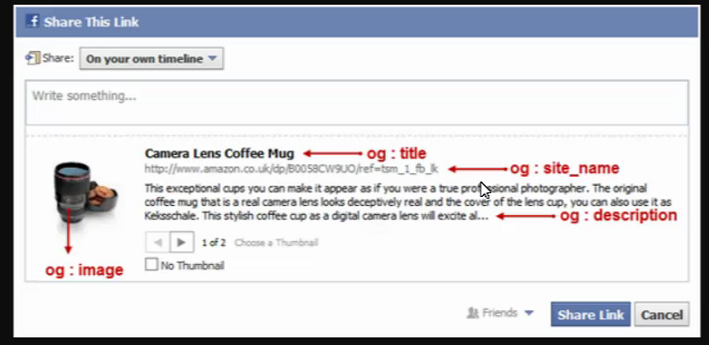 f Share This Link
Share: On your own timeline
Write something...
Camera Lens Coffee Mug og : title
http://www.amazon.co.uk/dp/B0058CW9UO/ref=tsm_1_fb_lk og : site_name
This exceptional cups you can make it appear as if you were a true professional photographer. The original
coffee mug that is a real camera lens looks deceptively real and the cover of the lens cup, you can also use it as
Keksschale. This stylish coffee cup as a digital camera lens will excite al... og : description
1 of 2 Choose a Thumbnail
og : image
No Thumbnail
Friends Share Link Cancel